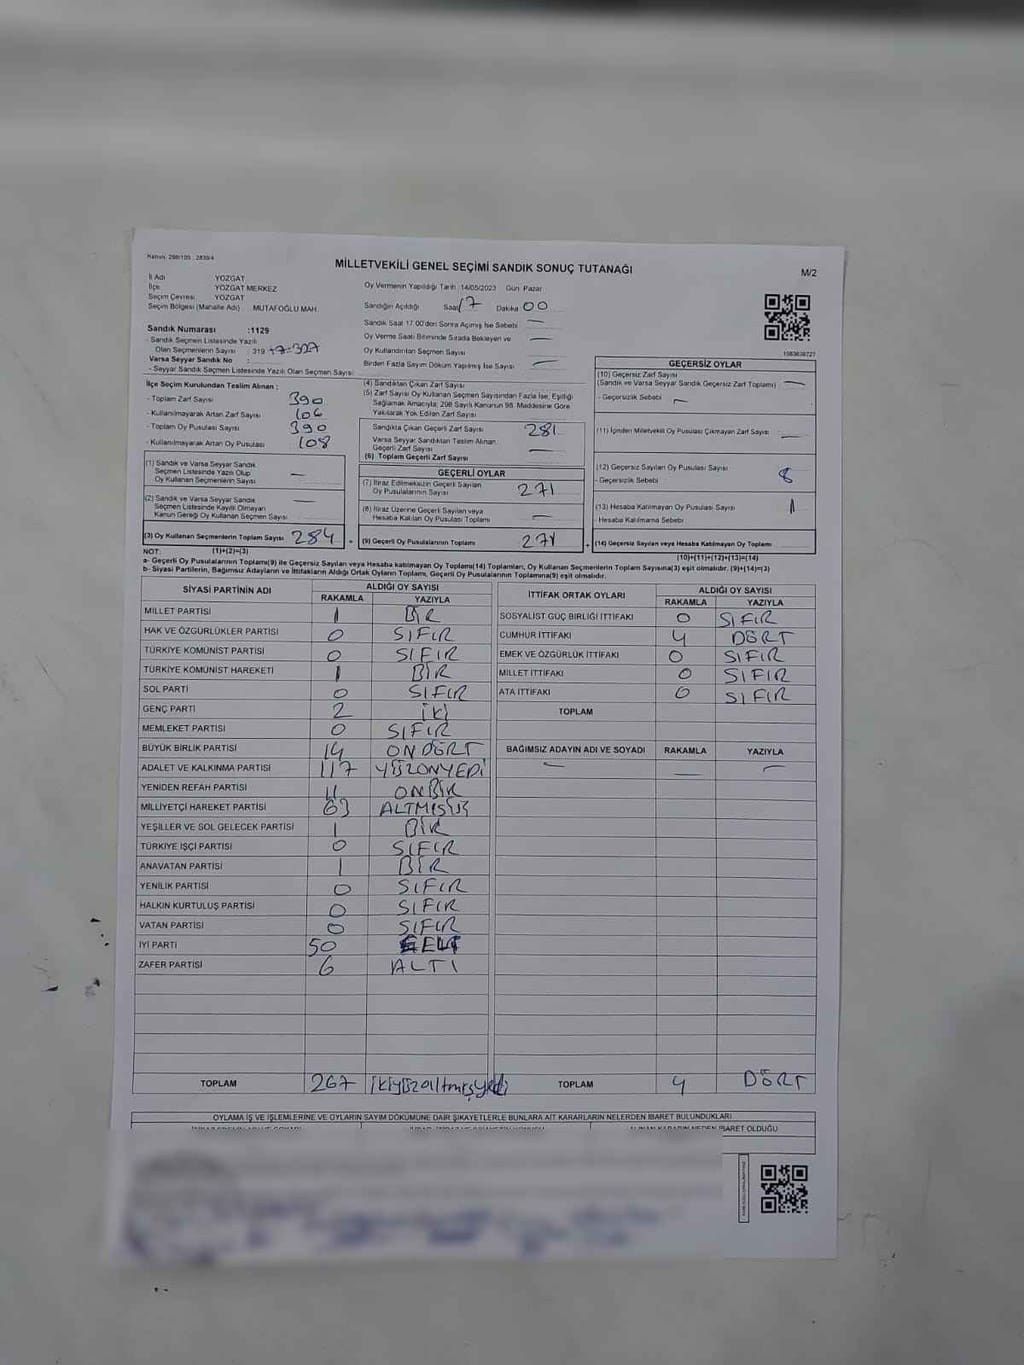 Kanun: 298/105 , 2839/4
MİLLETVEKİLİ GENEL SEÇİMİ SANDIK SONUÇ TUTANAĞI
M/2
İl Adı YOZGAT
İlçe YOZGAT MERKEZ
Seçim Çevresi YOZGAT
Seçim Bölgesi (Mahalle Adı) MUTAFOĞLU MAH.
Sandık Numarası :1129
- Sandık Seçmen Listesinde Yazılı
Olan Seçmenlerin Sayısı : 319 +7=327
Varsa Seyyar Sandık No :
- Seyyar Sandık Seçmen Listesinde Yazılı Olan Seçmen Sayısı
İlçe Seçim Kurulundan Teslim Alınan :
- Toplam Zarf Sayısı 390
- Kullanılmayarak Artan Zarf Sayısı 106
- Toplam Oy Pusulası Sayısı 390
- Kullanılmayarak Artan Oy Pusulası 108
(1) Sandık ve Varsa Seyyar Sandık
Seçmen Listesinde Yazılı Olup
Oy Kullanan Seçmenlerin Sayısı —
(2) Sandık ve Varsa Seyyar Sandık
Seçmen Listesinde Kayıtlı Olmayan
Kanun Gereği Oy Kullanan Seçmen Sayısı —
(3) Oy Kullanan Seçmenlerin Toplam Sayısı 284
Oy Vermenin Yapıldığı Tarih :14/05/2023 Gün: Pazar
Sandığın Açıldığı Saat 17 Dakika 00
Sandık Saat 17.00'den Sonra Açılmış İse Sebebi —
Oy Verme Saati Bitiminde Sırada Bekleyen ve —
Oy Kullandırılan Seçmen Sayısı
Birden Fazla Sayım Döküm Yapılmış İse Sayısı —
(4) Sandıktan Çıkan Zarf Sayısı
(5) Zarf Sayısı Oy Kullanan Seçmen Sayısından Fazla İse, Eşitliği
Sağlamak Amacıyla, 298 Sayılı Kanunun 98. Maddesine Göre
Yakılarak Yok Edilen Zarf Sayısı
Sandıkta Çıkan Geçerli Zarf Sayısı 281
Varsa Seyyar Sandıktan Teslim Alınan
Geçerli Zarf Sayısı —
(6) Toplam Geçerli Zarf Sayısı
GEÇERLİ OYLAR
(7) İtiraz Edilmeksizin Geçerli Sayılan
Oy Pusulalarının Sayısı 271
(8) İtiraz Üzerine Geçerli Sayılan veya
Hesaba Katılan Oy Pusulası Toplamı —
(9) Geçerli Oy Pusulalarının Toplamı 271
1083638727
GEÇERSİZ OYLAR
(10) Geçersiz Zarf Sayısı
(Sandık ve Varsa Seyyar Sandık Geçersiz Zarf Toplamı) —
- Geçersizlik Sebebi —
(11) İçinden Milletvekili Oy Pusulası Çıkmayan Zarf Sayısı —
(12) Geçersiz Sayılan Oy Pusulası Sayısı 8
- Geçersizlik Sebebi
(13) Hesaba Katılmayan Oy Pusulası Sayısı 1
- Hesaba Katılmama Sebebi
(14) Geçersiz Sayılan veya Hesaba Katılmayan Oy Toplamı
NOT: (1)+(2)=(3) (10)+(11)+(12)+(13)=(14)
a- Geçerli Oy Pusulalarının Toplamı(9) ile Geçersiz Sayılan veya Hesaba katılmayan Oy Toplamı(14) Toplamları, Oy Kullanan Seçmenlerin Toplam Sayısına(3) eşit olmalıdır. (9)+(14)=(3)
b- Siyasi Partilerin, Bağımsız Adayların ve İttifakların Aldığı Ortak Oyların Toplamı, Geçerli Oy Pusulalarının Toplamına(9) eşit olmalıdır.
SİYASİ PARTİNİN ADI ALDIĞI OY SAYISI
RAKAMLA YAZIYLA
MİLLET PARTİSİ 1 BİR
HAK VE ÖZGÜRLÜKLER PARTİSİ 0 SIFIR
TÜRKİYE KOMÜNİST PARTİSİ 0 SIFIR
TÜRKİYE KOMÜNİST HAREKETİ 1 BİR
SOL PARTİ 0 SIFIR
GENÇ PARTİ 2 İKİ
MEMLEKET PARTİSİ 0 SIFIR
BÜYÜK BİRLİK PARTİSİ 14 ONDÖRT
ADALET VE KALKINMA PARTİSİ 117 YÜZONYEDİ
YENİDEN REFAH PARTİSİ 11 ONBİR
MİLLİYETÇİ HAREKET PARTİSİ 63 ALTMIŞÜÇ
YEŞİLLER VE SOL GELECEK PARTİSİ 1 BİR
TÜRKİYE İŞÇİ PARTİSİ 0 SIFIR
ANAVATAN PARTİSİ 1 BİR
YENİLİK PARTİSİ 0 SIFIR
HALKIN KURTULUŞ PARTİSİ 0 SIFIR
VATAN PARTİSİ 0 SIFIR
İYİ PARTİ 50 ELLİ
ZAFER PARTİSİ 6 ALTI
TOPLAM 267 ikiyüzaltmışyedi
İTTİFAK ORTAK OYLARI ALDIĞI OY SAYISI
RAKAMLA YAZIYLA
SOSYALİST GÜÇ BİRLİĞİ İTTİFAKI 0 SIFIR
CUMHUR İTTİFAKI 4 DÖRT
EMEK VE ÖZGÜRLÜK İTTİFAKI 0 SIFIR
MİLLET İTTİFAKI 0 SIFIR
ATA İTTİFAKI 0 SIFIR
TOPLAM
BAĞIMSIZ ADAYIN ADI VE SOYADI RAKAMLA YAZIYLA
— — —
TOPLAM 4 DÖRT
OYLAMA İŞ VE İŞLEMLERİNE VE OYLARIN SAYIM DÖKÜMÜNE DAİR ŞİKAYETLERLE BUNLARA AİT KARARLARIN NELERDEN İBARET BULUNDUKLARI
ALINAN KARARIN NEDEN İBARET OLDUĞU